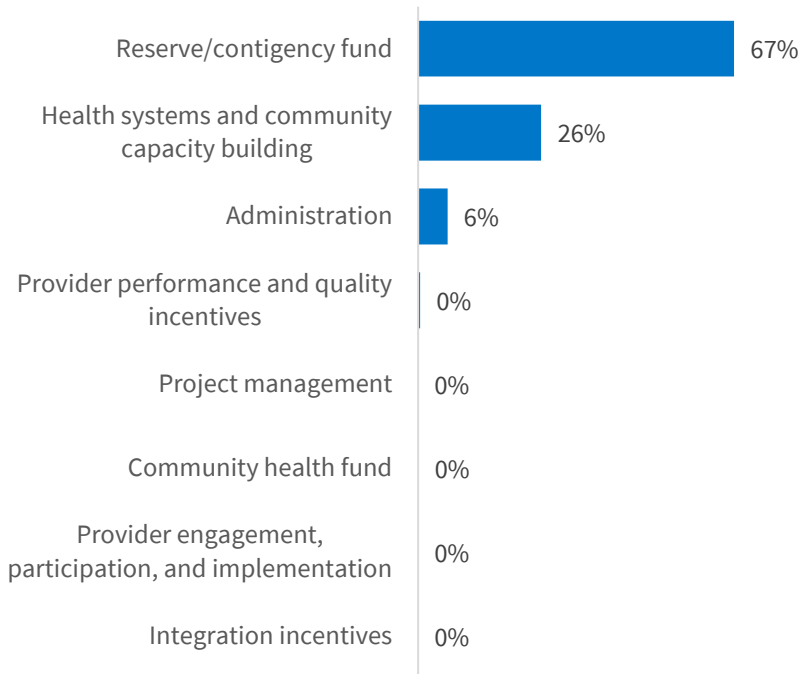 Reserve/contigency fund 67%
Health systems and community
capacity building 26%
Administration 6%
Provider performance and quality
incentives 0%
Project management 0%
Community health fund 0%
Provider engagement,
participation, and implementation 0%
Integration incentives 0%